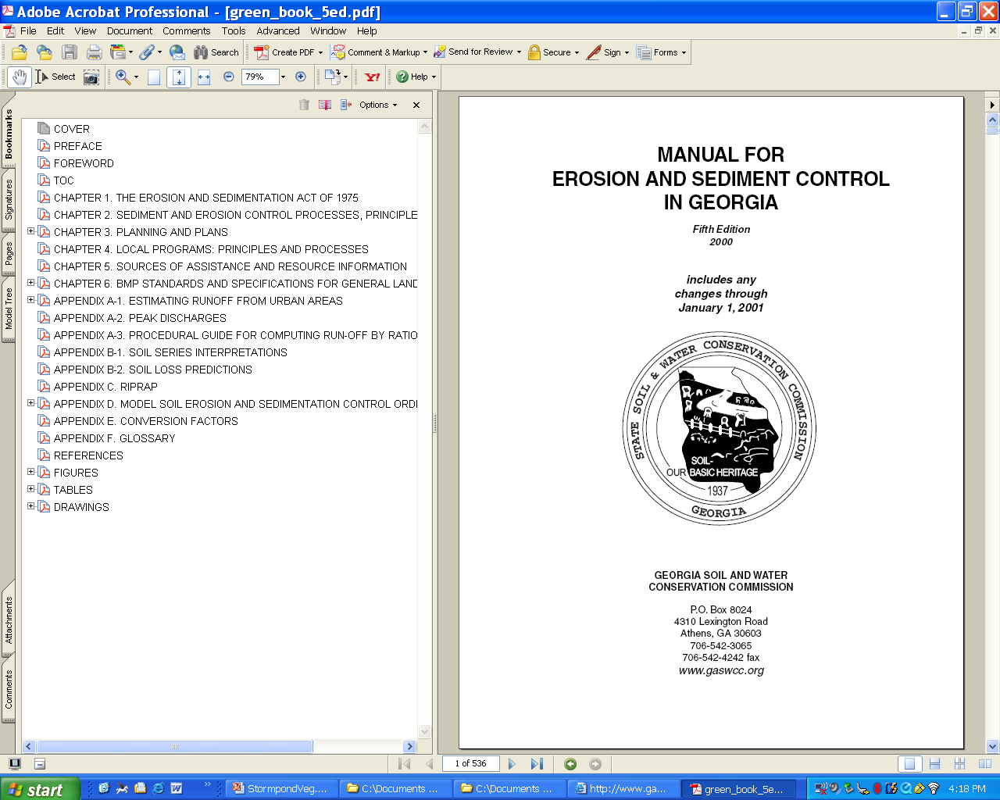 Adobe Acrobat Professional - [green_book_5ed.pdf]
File Edit View Document Comments Tools Advanced Window Help
Search Create PDF Comment & Markup Send for Review Secure Sign Forms
Select 79% Y! Help
Options
Bookmarks
Signatures
Pages
Model Tree
Attachments
Comments
COVER
PREFACE
FOREWORD
TOC
CHAPTER 1. THE EROSION AND SEDIMENTATION ACT OF 1975
CHAPTER 2. SEDIMENT AND EROSION CONTROL PROCESSES, PRINCIPLE
CHAPTER 3. PLANNING AND PLANS
CHAPTER 4. LOCAL PROGRAMS: PRINCIPLES AND PROCESSES
CHAPTER 5. SOURCES OF ASSISTANCE AND RESOURCE INFORMATION
CHAPTER 6. BMP STANDARDS AND SPECIFICATIONS FOR GENERAL LAND
APPENDIX A-1. ESTIMATING RUNOFF FROM URBAN AREAS
APPENDIX A-2. PEAK DISCHARGES
APPENDIX A-3. PROCEDURAL GUIDE FOR COMPUTING RUN-OFF BY RATIO
APPENDIX B-1. SOIL SERIES INTERPRETATIONS
APPENDIX B-2. SOIL LOSS PREDICTIONS
APPENDIX C. RIPRAP
APPENDIX D. MODEL SOIL EROSION AND SEDIMENTATION CONTROL ORDI
APPENDIX E. CONVERSION FACTORS
APPENDIX F. GLOSSARY
REFERENCES
FIGURES
TABLES
DRAWINGS
MANUAL FOR
EROSION AND SEDIMENT CONTROL
IN GEORGIA
Fifth Edition
2000
includes any
changes through
January 1, 2001
STATE SOIL & WATER CONSERVATION COMMISSION
SOIL-
OUR BASIC HERITAGE
1937
GEORGIA
GEORGIA SOIL AND WATER
CONSERVATION COMMISSION
P.O. Box 8024
4310 Lexington Road
Athens, GA 30603
706-542-3065
706-542-4242 fax
www.gaswcc.org
1 of 536
start StormpondVeg.... C:\Documents ... C:\Documents ... http://www.ga... green_book_5e... 4:18 PM